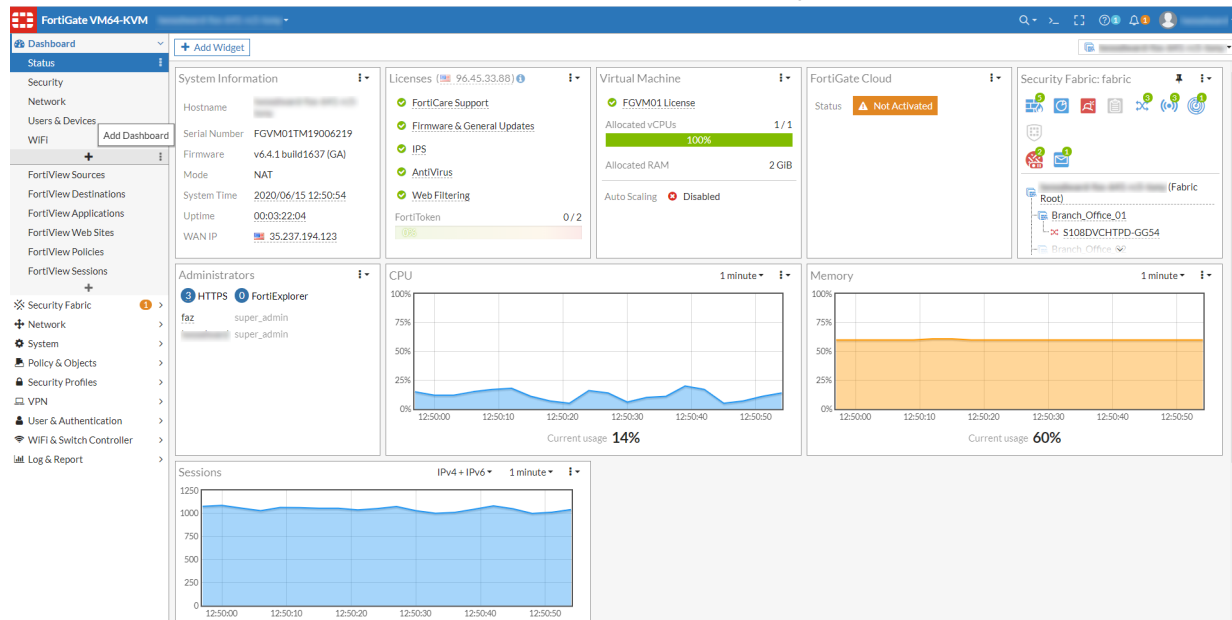 FortiGate VM64-KVM
1
1
Dashboard
Status
Security
Network
Users & Devices
WiFi
Add Dashboard
+
FortiView Sources
FortiView Destinations
FortiView Applications
FortiView Web Sites
FortiView Policies
FortiView Sessions
+
Security Fabric 1
Network
System
Policy & Objects
Security Profiles
VPN
User & Authentication
WiFi & Switch Controller
Log & Report
+ Add Widget
System Information
Hostname
Serial Number FGVM01TM19006219
Firmware v6.4.1 build1637 (GA)
Mode NAT
System Time 2020/06/15 12:50:54
Uptime 00:03:22:04
WAN IP 35.237.194.123
Licenses ( 96.45.33.88)
FortiCare Support
Firmware & General Updates
IPS
AntiVirus
Web Filtering
FortiToken 0/2
Virtual Machine
FGVM01 License
Allocated vCPUs 1/1
100%
Allocated RAM 2 GiB
Auto Scaling Disabled
FortiGate Cloud
Status Not Activated
Security Fabric: fabric
5 3 3 1
2 1
(Fabric
Root)
Branch_Office_01
S108DVCHTPD-GG54
Branch_Office_02
Administrators
3 HTTPS 0 FortiExplorer
faz super_admin
super_admin
CPU 1 minute
100%
75%
50%
25%
0%
12:50:00 12:50:10 12:50:20 12:50:30 12:50:40 12:50:50
Current usage 14%
Memory 1 minute
100%
75%
50%
25%
0%
12:50:00 12:50:10 12:50:20 12:50:30 12:50:40 12:50:50
Current usage 60%
Sessions IPv4 + IPv6 1 minute
1250
1000
750
500
250
0
12:50:00 12:50:10 12:50:20 12:50:30 12:50:40 12:50:50